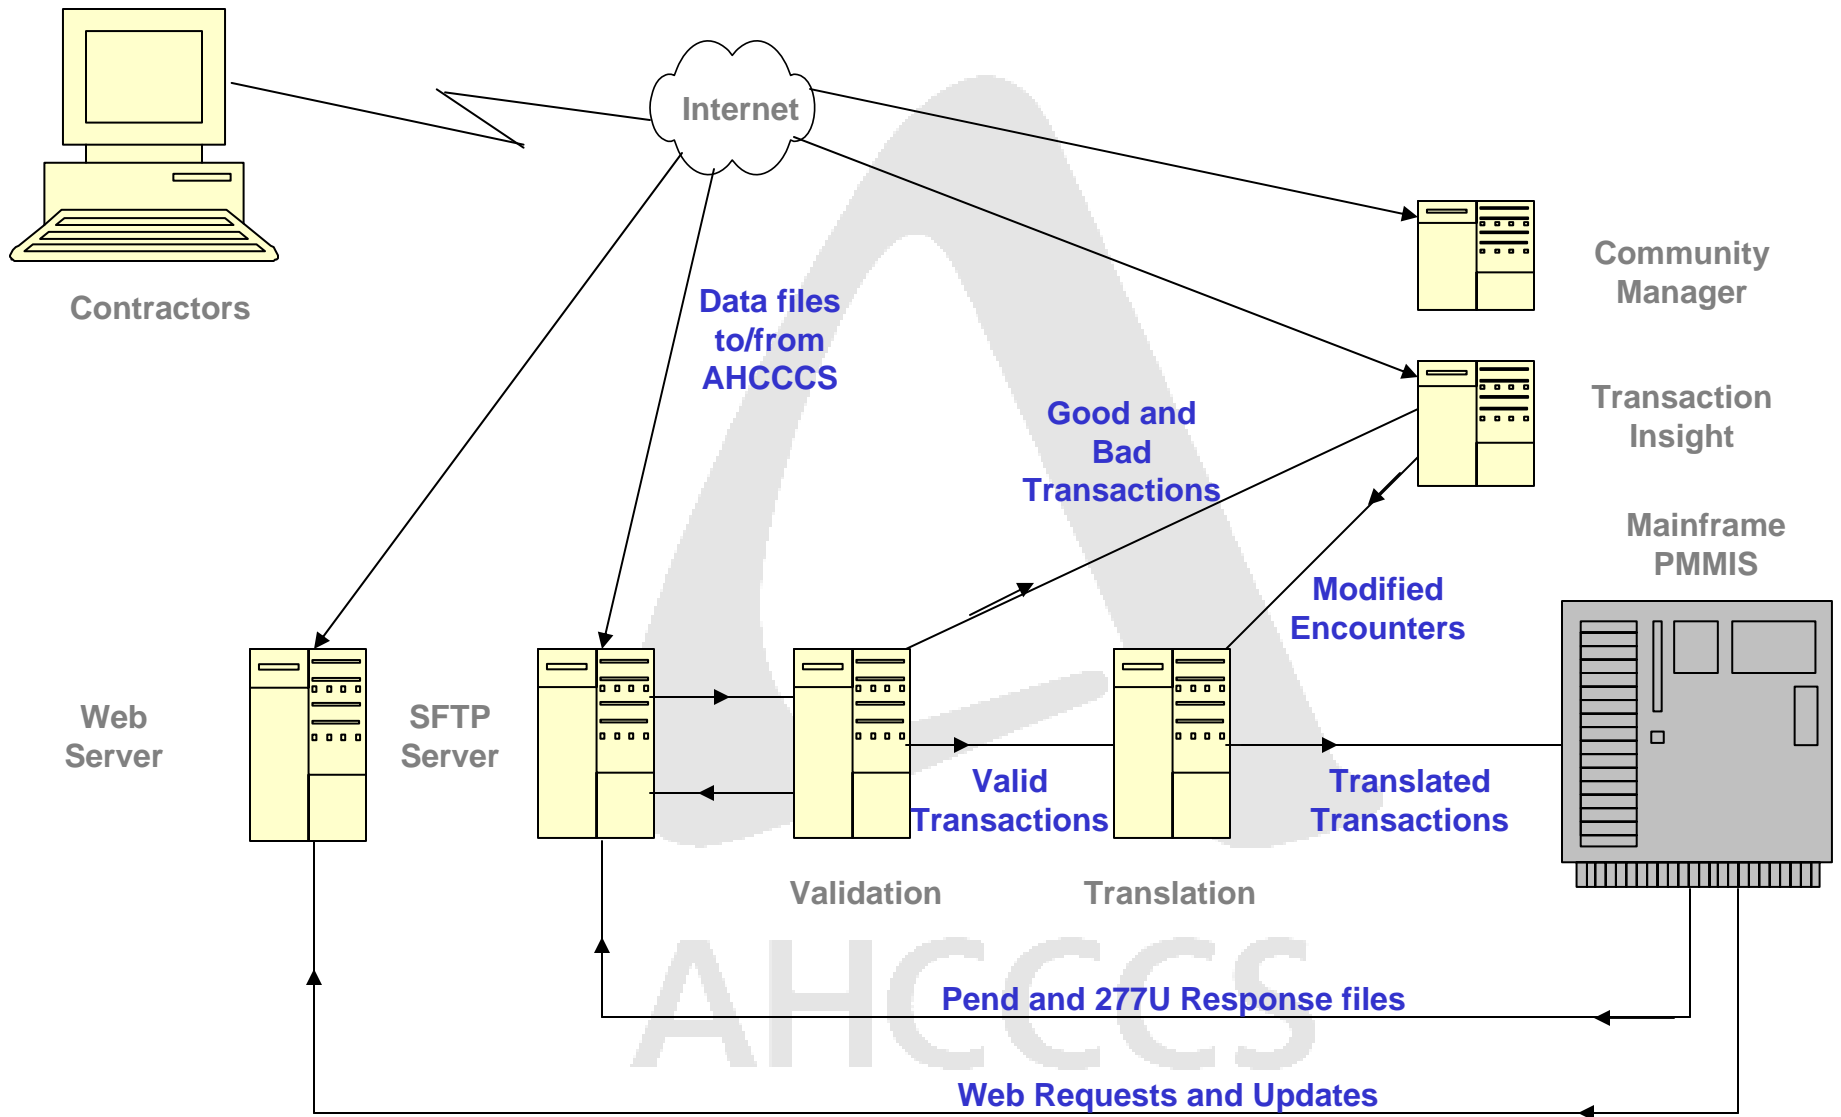 Internet
Community
Manager
Contractors
Data files
to/from
AHCCCS
Transaction
Insight
Good and
Bad
Transactions
Mainframe
PMMIS
Modified
Encounters
Web
Server
SFTP
Server
Valid
Transactions
Translated
Transactions
Validation
Translation
AHCCCS
Pend and 277U Response files
Web Requests and Updates